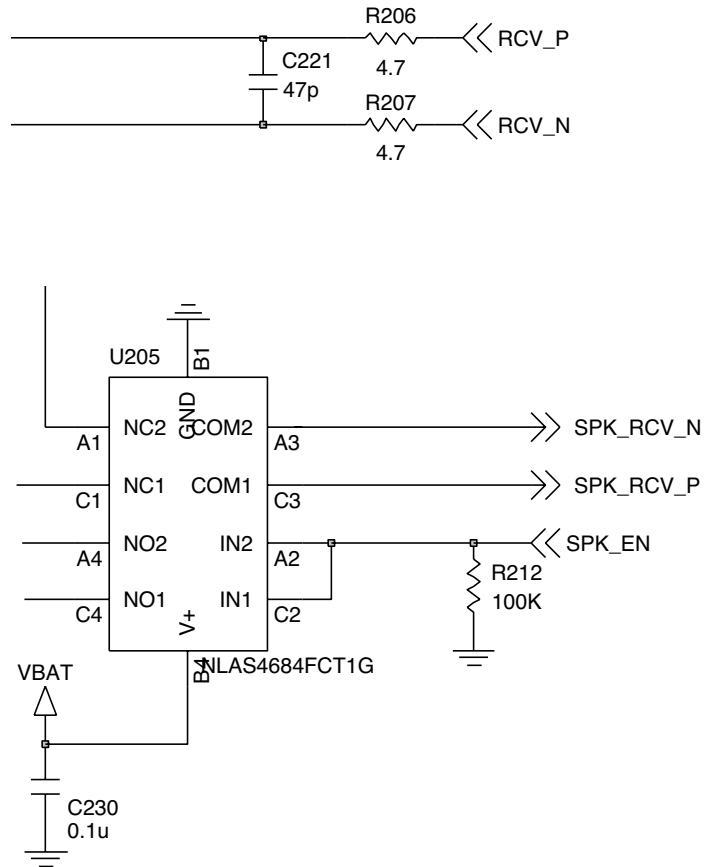 R206
RCV_P
C221
4.7
47p
R207
RCV_N
4.7
U205
B1
GND
NC2
COM2
A1
A3
SPK_RCV_N
NC1
COM1
C1
C3
SPK_RCV_P
NO2
IN2
A4
A2
SPK_EN
R212
100K
NO1
IN1
C4
C2
V+
B4
NLAS4684FCT1G
VBAT
C230
0.1u